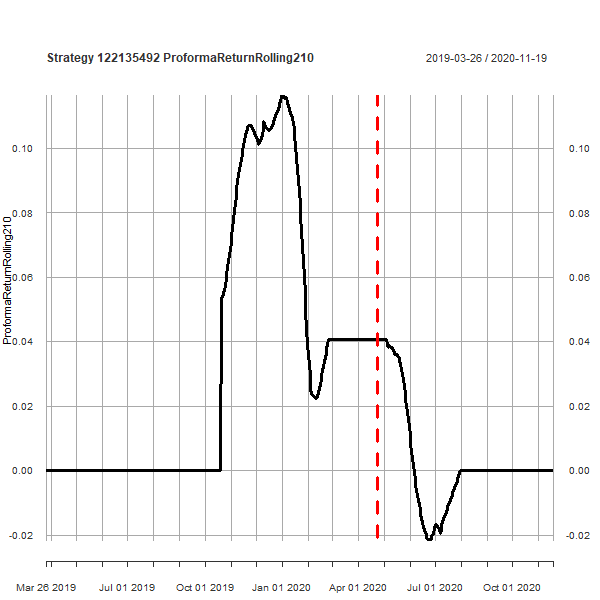 Strategy 122135492 ProformaReturnRolling210
2019-03-26 / 2020-11-19
ProformaReturnRolling210
0.10 0.10
0.08 0.08
0.06 0.06
0.04 0.04
0.02 0.02
0.00 0.00
-0.02 -0.02
Mar 26 2019 Jul 01 2019 Oct 01 2019 Jan 01 2020 Apr 01 2020 Jul 01 2020 Oct 01 2020